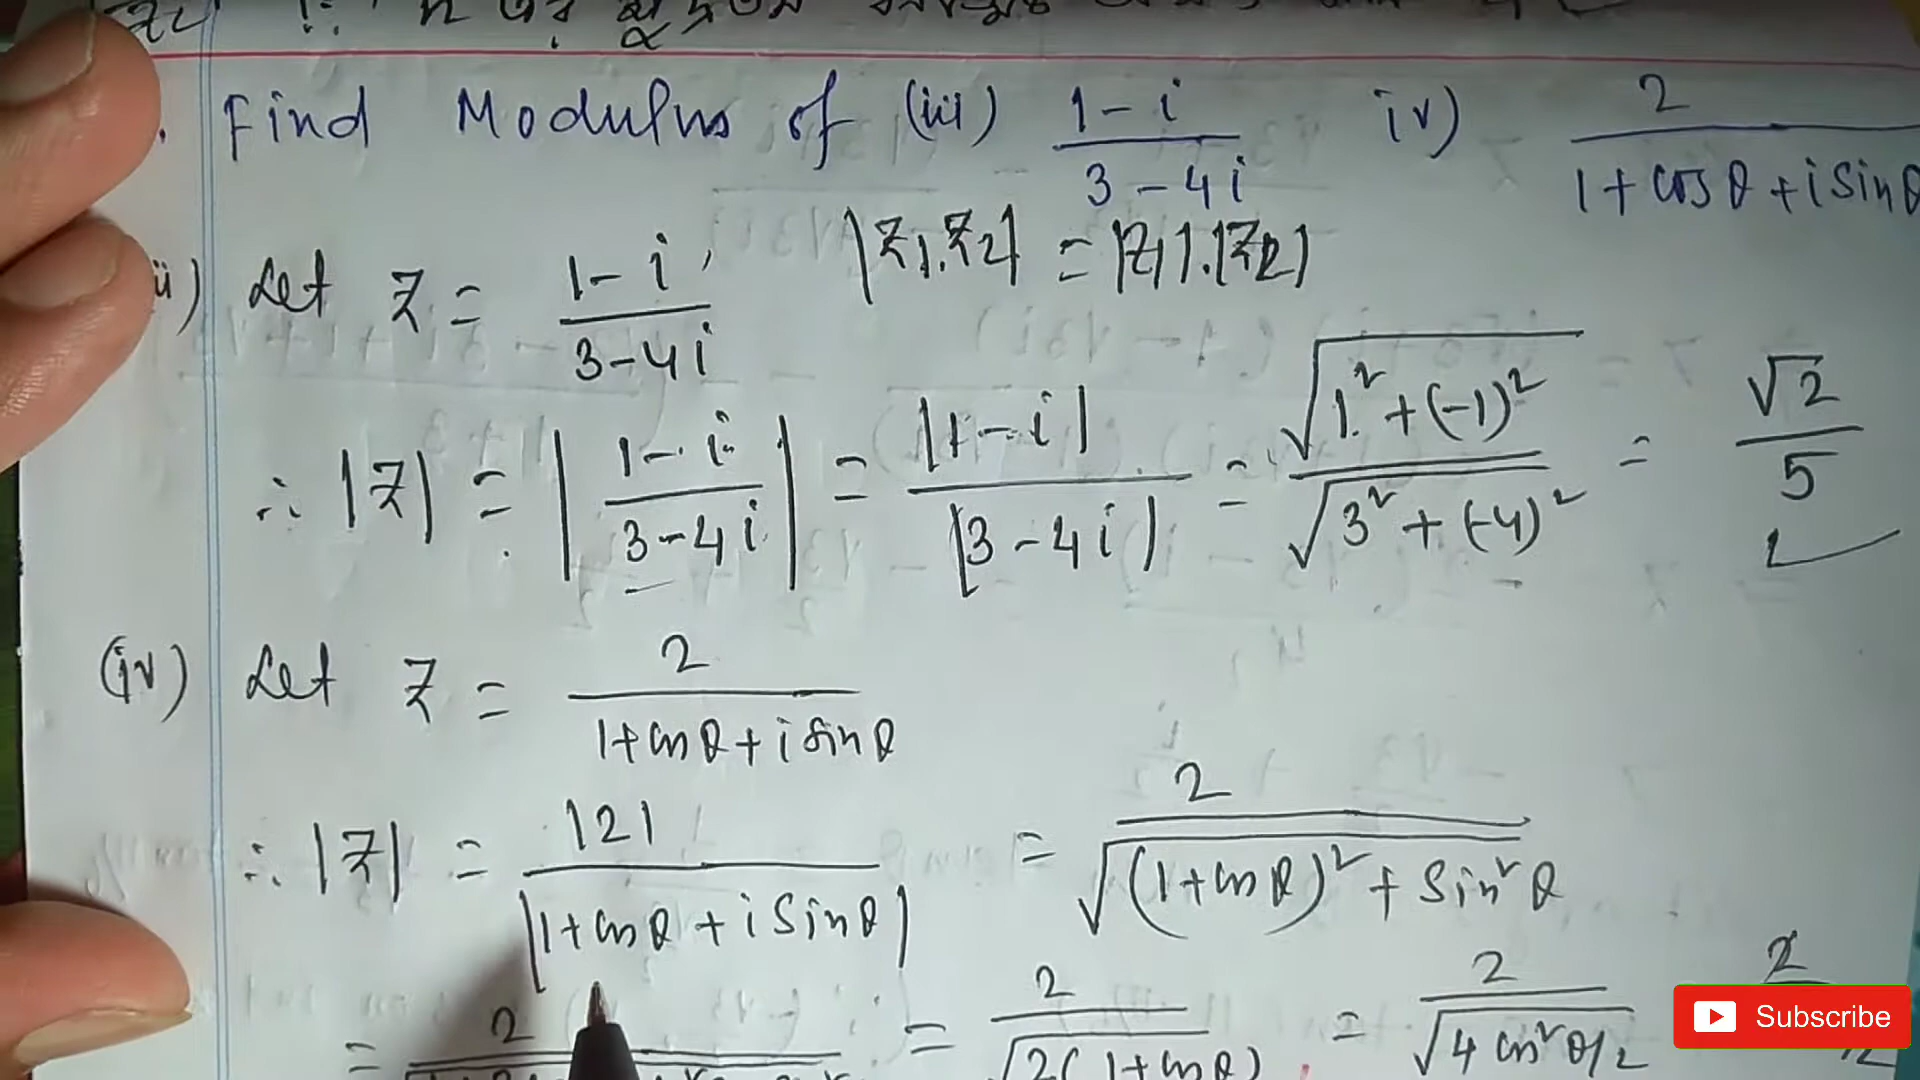 Find Modulus of (iii) 1-i / 3-4i iv) 2 / 1+cosθ+isinθ
|z1.z2| = |z1|.|z2|
ii) Let z = 1-i / 3-4i
∴ |z| = |1-i / 3-4i| = |1-i| / |3-4i| = √1²+(-1)² / √3²+(-4)² = √2 / 5
(iv) Let z = 2 / 1+cosθ+isinθ
∴ |z| = |2| / |1+cosθ+isinθ| = 2 / √(1+cosθ)²+sin²θ
= 2 = 2 / √2(1+cosθ) = 2 / √4cos²θ/2 2
Subscribe